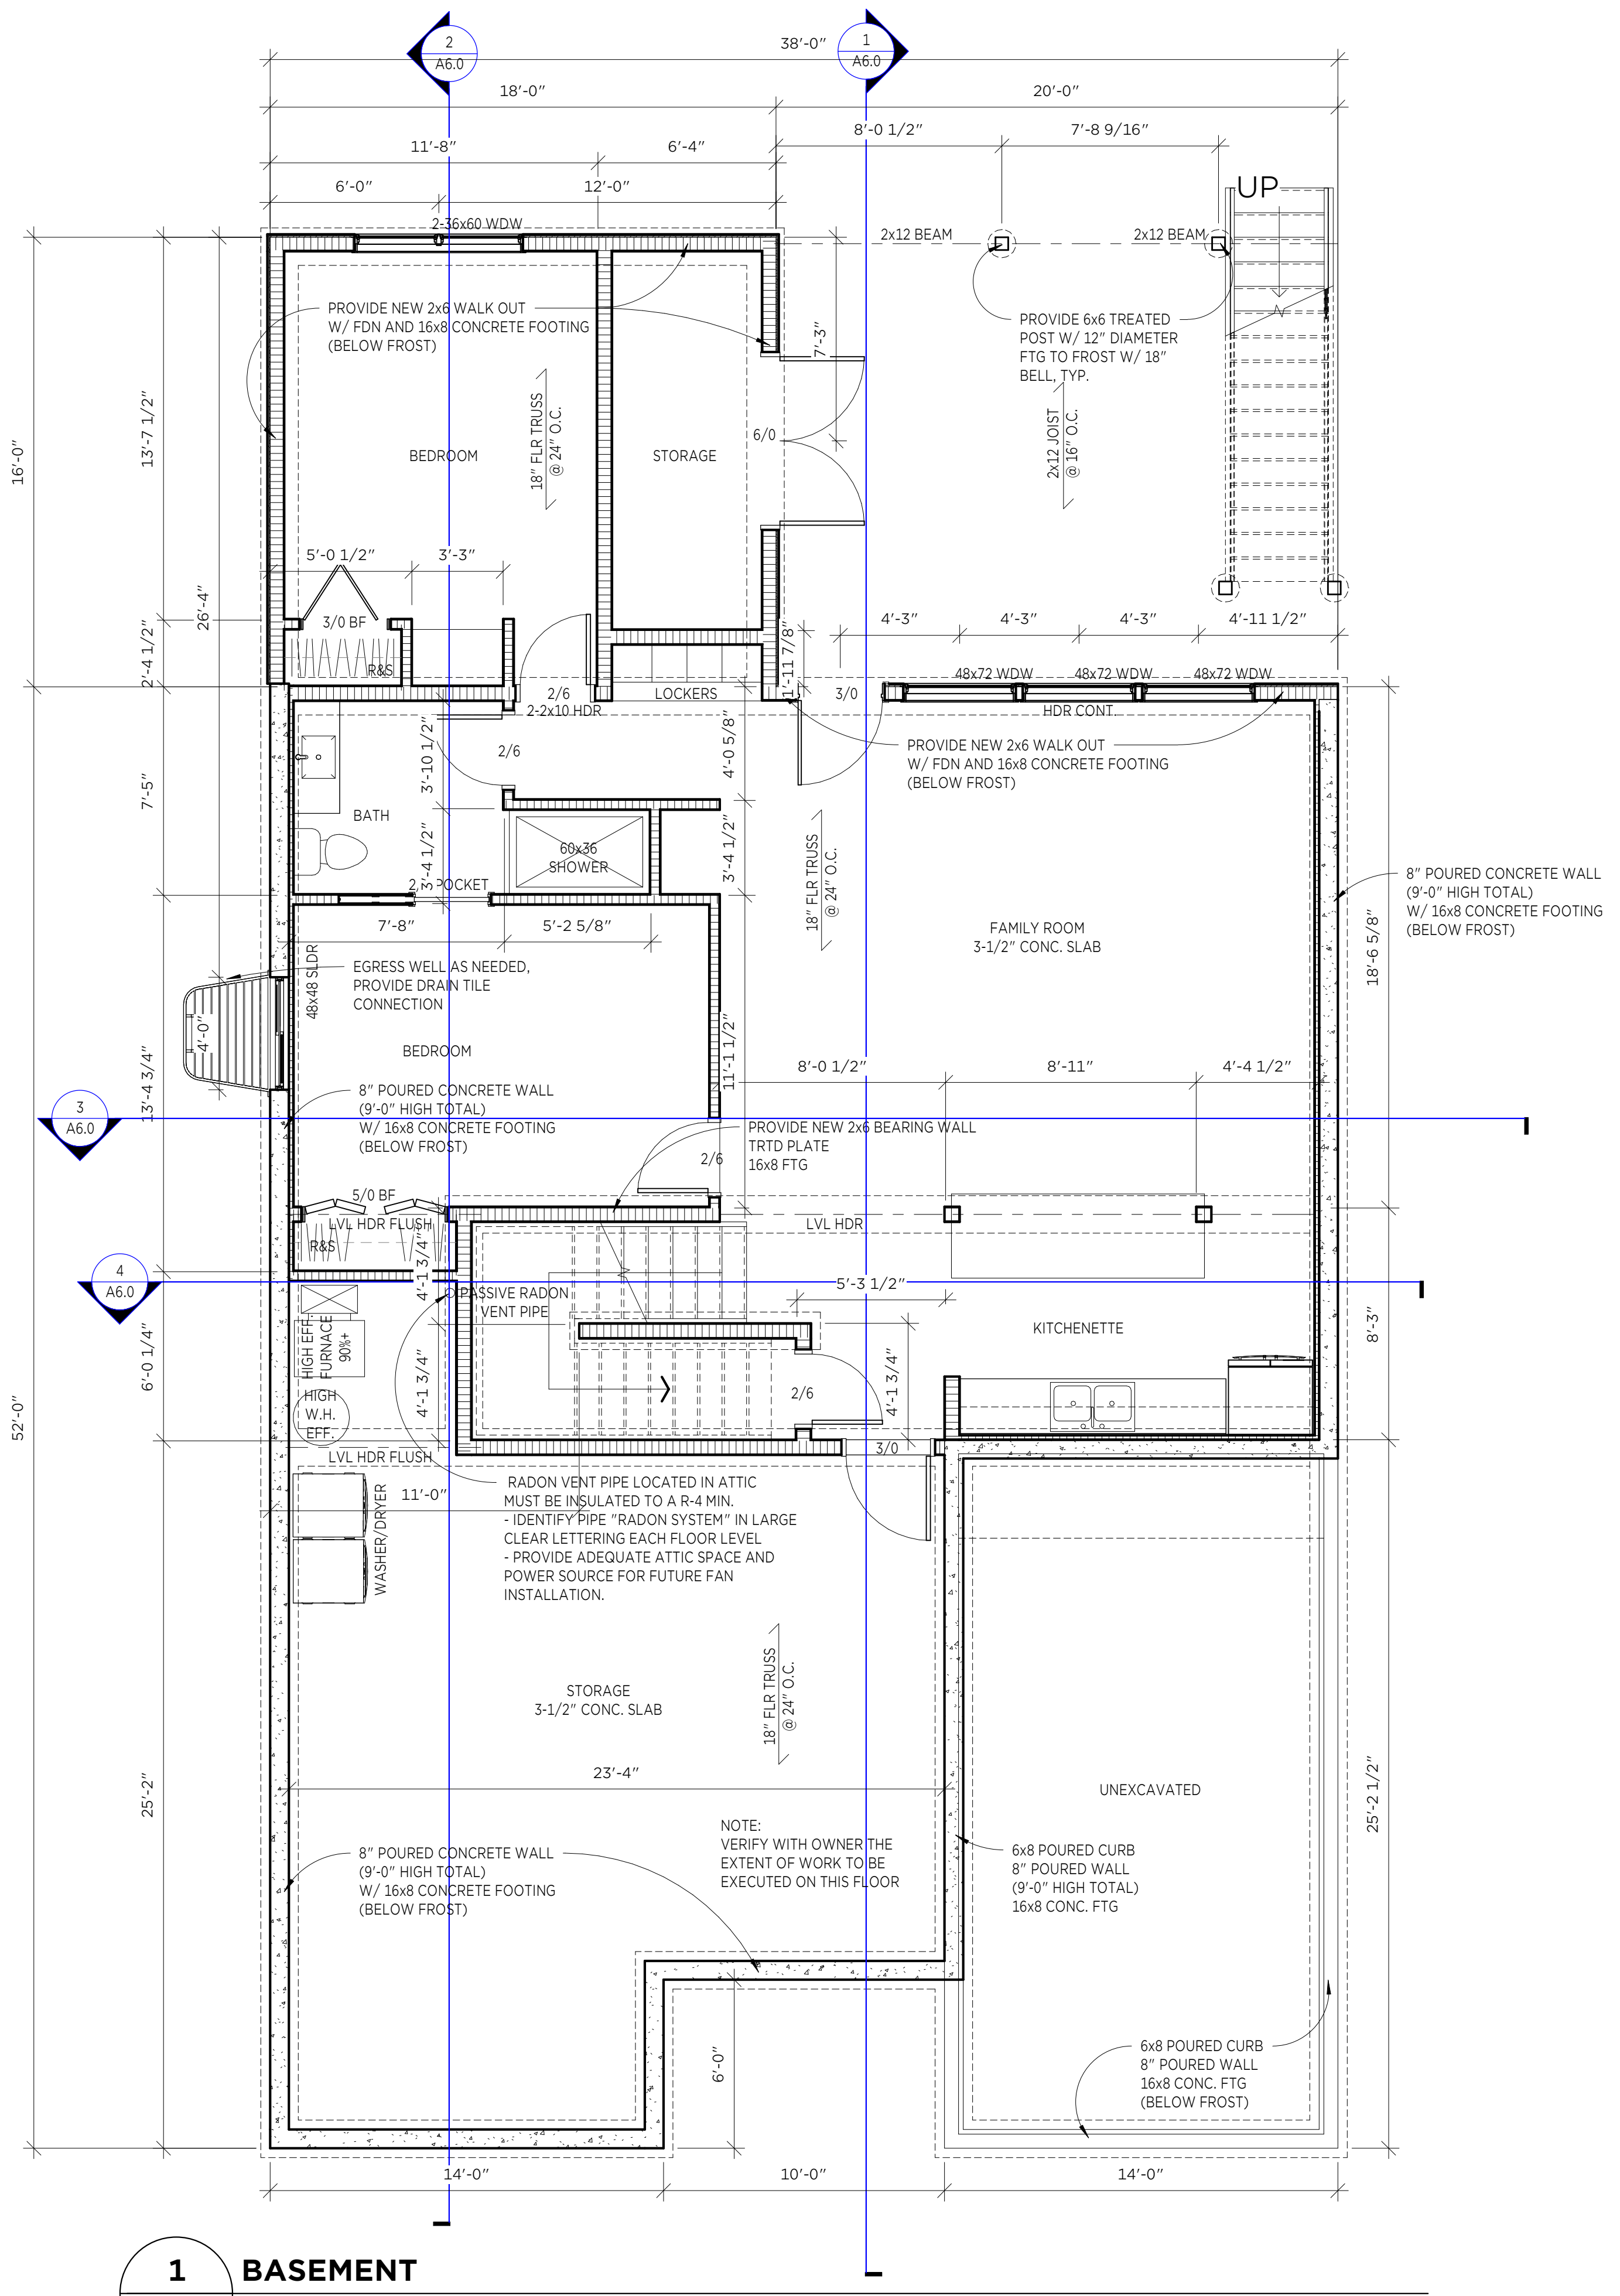 2
A6.0
1
A6.0
38'-0"
18'-0"
20'-0"
8'-0 1/2"
7'-8 9/16"
11'-8"
6'-4"
6'-0"
12'-0"
UP
2-36x60 WDW
2x12 BEAM
2x12 BEAM
PROVIDE NEW 2x6 WALK OUT
W/ FDN AND 16x8 CONCRETE FOOTING
(BELOW FROST)
PROVIDE 6x6 TREATED
POST W/ 12" DIAMETER
FTG TO FROST W/ 18"
BELL, TYP.
7'-3"
18" FLR TRUSS
@ 24" O.C.
2x12 JOIST
@ 16" O.C.
6/0
BEDROOM
STORAGE
16'-0"
13'-7 1/2"
26'-4"
2'-4 1/2"
5'-0 1/2"
3'-3"
3/0 BF
R&S
1'-11 7/8"
4'-3"
4'-3"
4'-3"
4'-11 1/2"
48x72 WDW
48x72 WDW
48x72 WDW
2/6
2-2x10 HDR
LOCKERS
3/0
HDR CONT.
PROVIDE NEW 2x6 WALK OUT
W/ FDN AND 16x8 CONCRETE FOOTING
(BELOW FROST)
2/6
3'-10 1/2"
4'-0 5/8"
7'-5"
BATH
3'-4 1/2"
3'-4 1/2"
60x36
SHOWER
POCKET
18" FLR TRUSS
@ 24" O.C.
8" POURED CONCRETE WALL
(9'-0" HIGH TOTAL)
W/ 16x8 CONCRETE FOOTING
(BELOW FROST)
7'-8"
5'-2 5/8"
FAMILY ROOM
3-1/2" CONC. SLAB
18'-6 5/8"
48x48 SLDR
EGRESS WELL AS NEEDED,
PROVIDE DRAIN TILE
CONNECTION
4'-0"
BEDROOM
11'-1 1/2"
8'-0 1/2"
8'-11"
4'-4 1/2"
13'-4 3/4"
8" POURED CONCRETE WALL
(9'-0" HIGH TOTAL)
W/ 16x8 CONCRETE FOOTING
(BELOW FROST)
3
A6.0
PROVIDE NEW 2x6 BEARING WALL
TRTD PLATE
16x8 FTG
2/6
5/0 BF
LVL HDR FLUSH
LVL HDR
R&S
4'-1 3/4"
4
A6.0
PASSIVE RADON
VENT PIPE
5'-3 1/2"
KITCHENETTE
8'-3"
HIGH EFF.
FURNACE
90%+
6'-0 1/4"
4'-1 3/4"
4'-1 3/4"
HIGH
W.H.
EFF.
2/6
52'-0"
3/0
LVL HDR FLUSH
11'-0"
WASHER/DRYER
RADON VENT PIPE LOCATED IN ATTIC
MUST BE INSULATED TO A R-4 MIN.
- IDENTIFY PIPE "RADON SYSTEM" IN LARGE
CLEAR LETTERING EACH FLOOR LEVEL
- PROVIDE ADEQUATE ATTIC SPACE AND
POWER SOURCE FOR FUTURE FAN
INSTALLATION.
18" FLR TRUSS
@ 24" O.C.
STORAGE
3-1/2" CONC. SLAB
23'-4"
UNEXCAVATED
25'-2"
25'-2 1/2"
NOTE:
VERIFY WITH OWNER THE
EXTENT OF WORK TO BE
EXECUTED ON THIS FLOOR
8" POURED CONCRETE WALL
(9'-0" HIGH TOTAL)
W/ 16x8 CONCRETE FOOTING
(BELOW FROST)
6x8 POURED CURB
8" POURED WALL
(9'-0" HIGH TOTAL)
16x8 CONC. FTG
6'-0"
6x8 POURED CURB
8" POURED WALL
16x8 CONC. FTG
(BELOW FROST)
14'-0"
10'-0"
14'-0"
1
BASEMENT